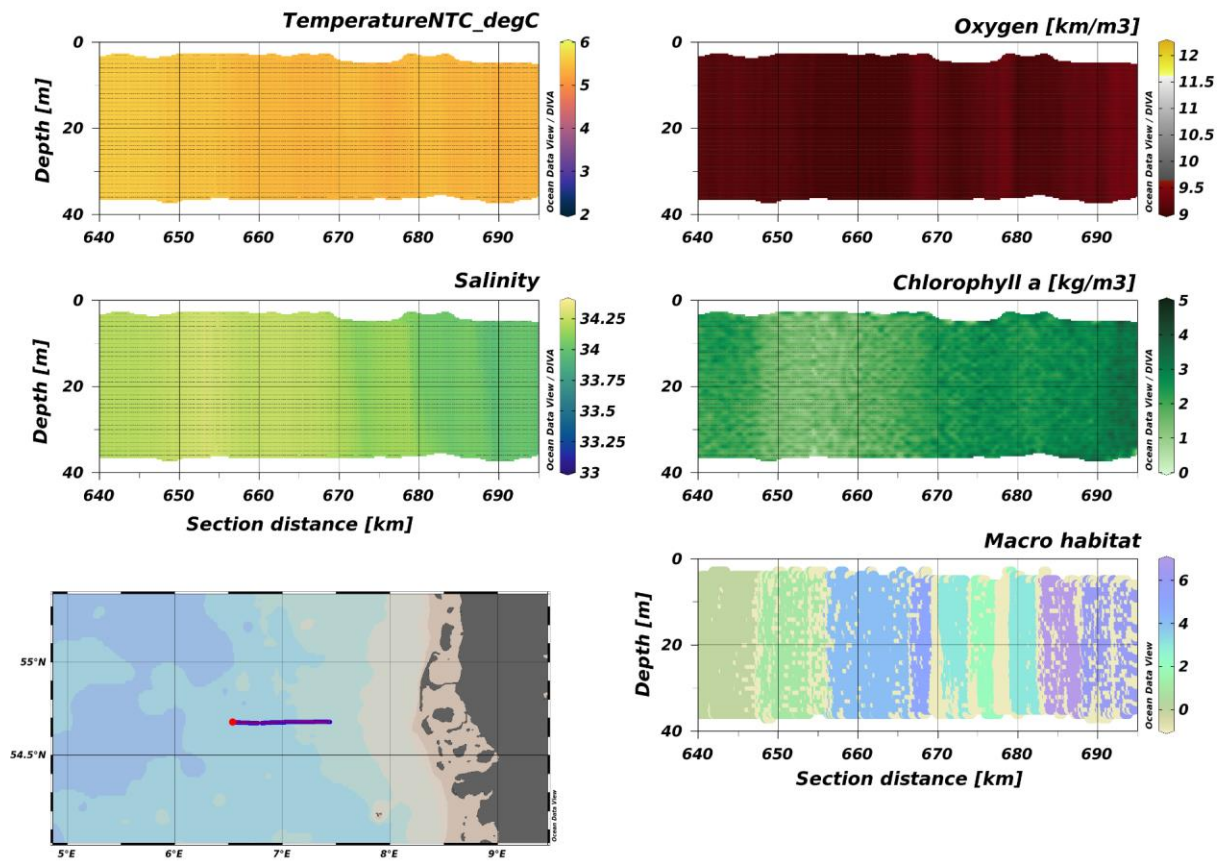 TemperatureNTC_degC
0
20
40
Depth [m]
640 650 660 670 680 690
6
5
4
3
2
Ocean Data View / DIVA
Oxygen [km/m3]
0
20
40
640 650 660 670 680 690
12
11.5
11
10.5
10
9.5
9
Ocean Data View / DIVA
Salinity
0
20
40
Depth [m]
640 650 660 670 680 690
Section distance [km]
34.25
34
33.75
33.5
33.25
33
Ocean Data View / DIVA
Chlorophyll a [kg/m3]
0
20
40
Depth [m]
640 650 660 670 680 690
5
4
3
2
1
0
Ocean Data View / DIVA
55°N
54.5°N
5°E 6°E 7°E 8°E 9°E
Ocean Data View
Macro habitat
0
20
40
Depth [m]
640 650 660 670 680 690
Section distance [km]
6
4
2
0
Ocean Data View